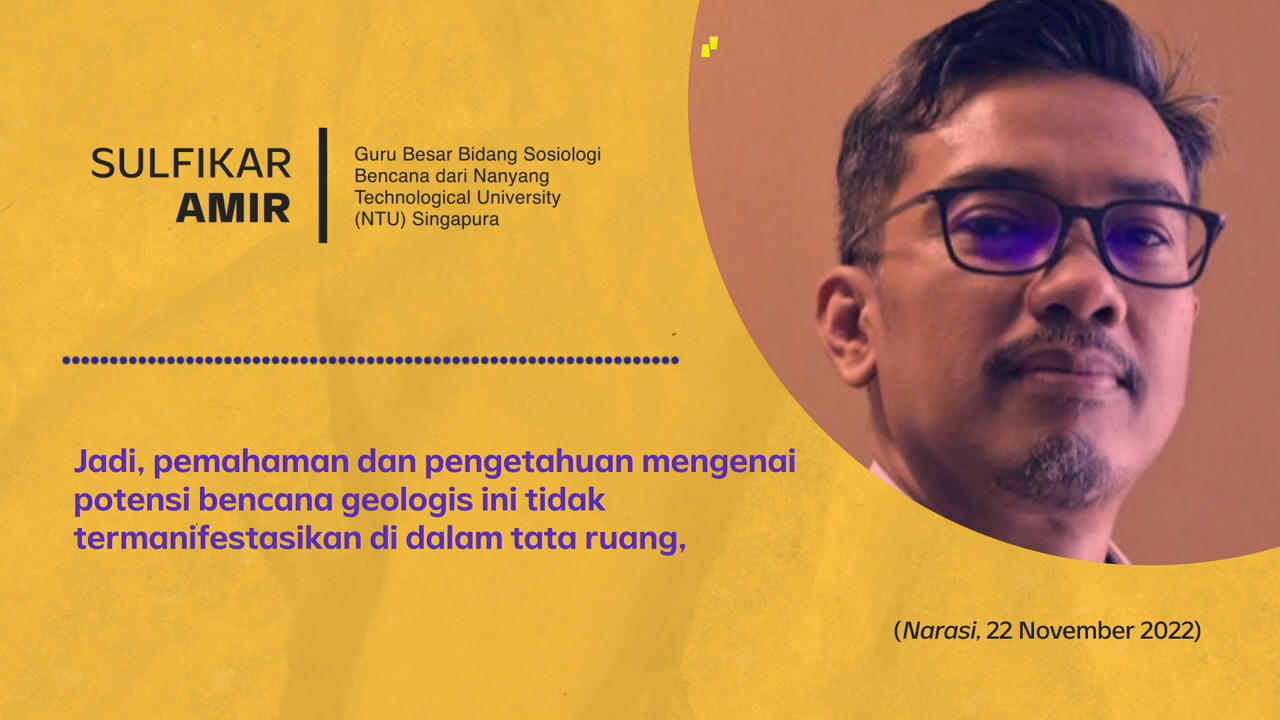 SULFIKAR
AMIR
Guru Besar Bidang Sosiologi
Bencana dari Nanyang
Technological University
(NTU) Singapura
Jadi, pemahaman dan pengetahuan mengenai
potensi bencana geologis ini tidak
termanifestasikan di dalam tata ruang,
(Narasi, 22 November 2022)